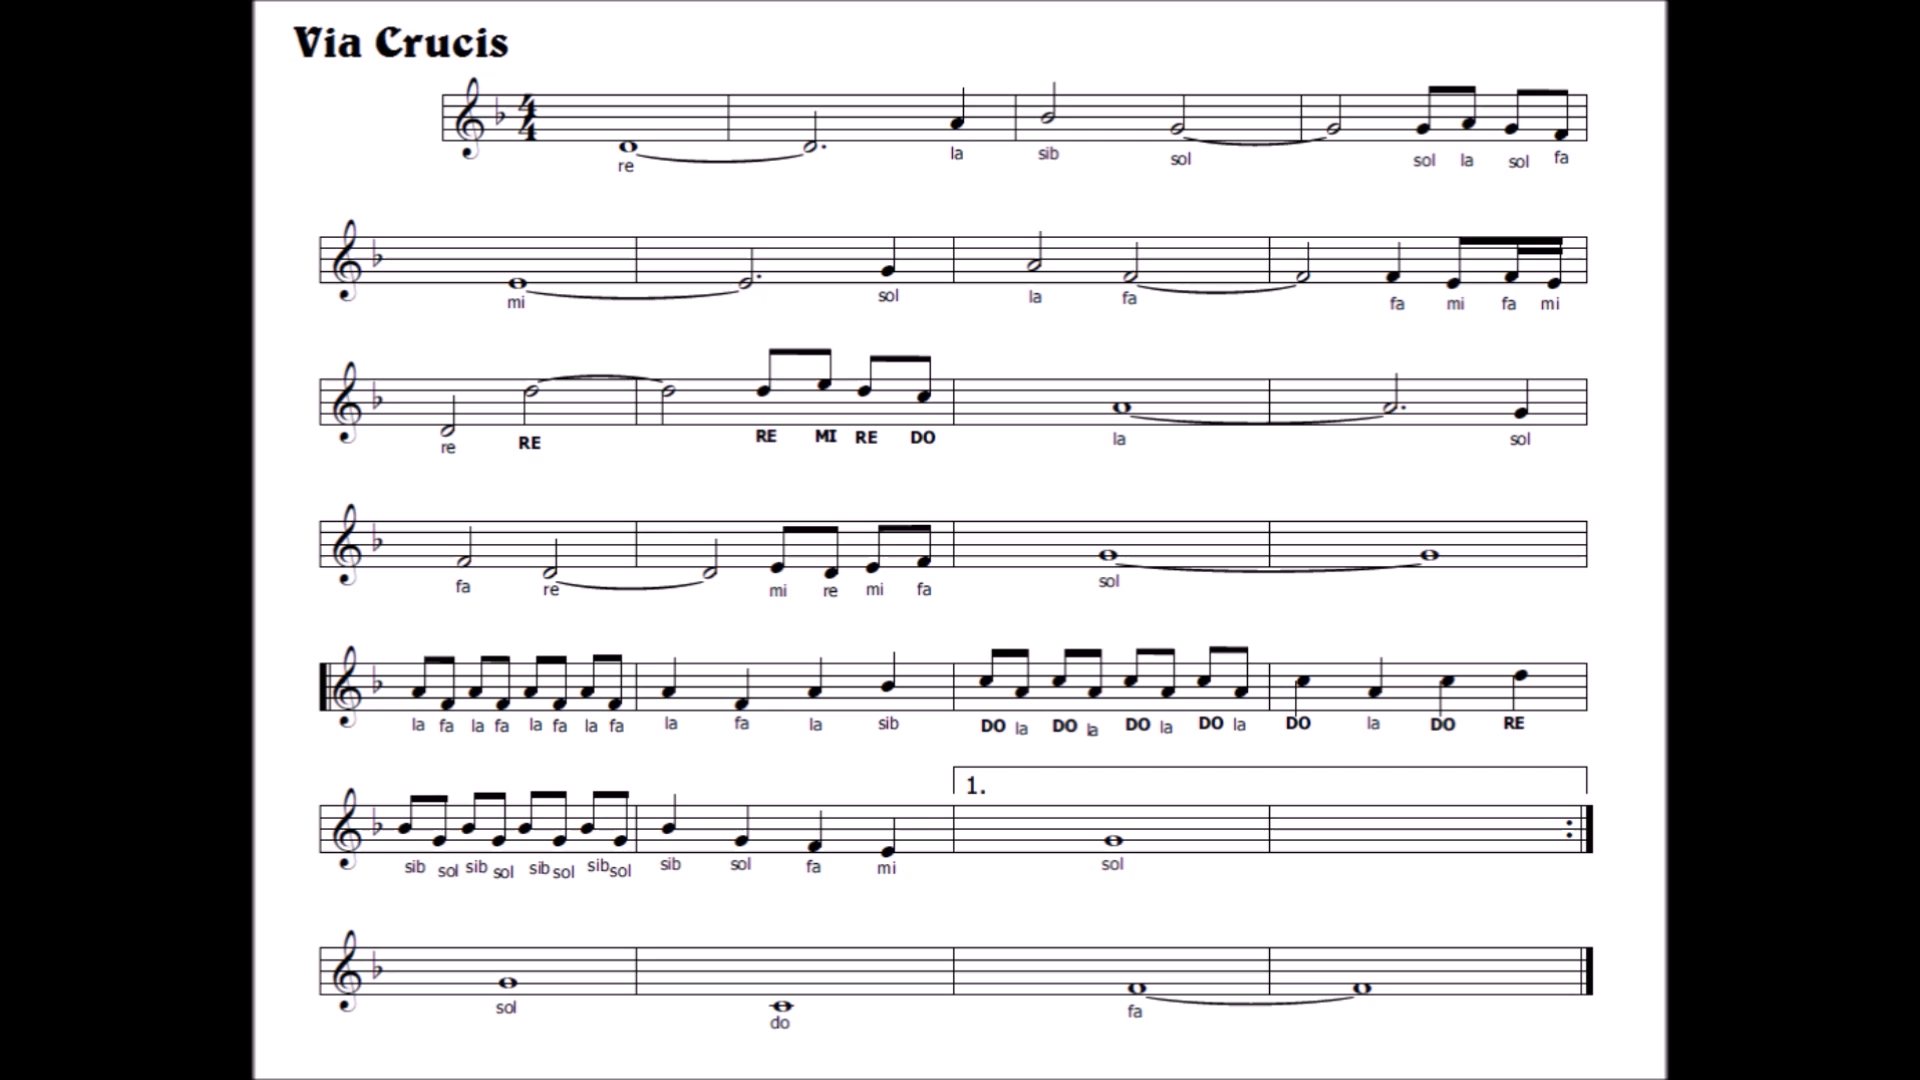 Via Crucis
4
4
re la sib sol sol la sol fa
mi sol la fa fa mi fa mi
re RE RE MI RE DO la sol
fa re mi re mi fa sol
la fa la fa la fa la fa la fa la sib DO la DO la DO la DO la DO la DO RE
1.
sib sol sib sol sib sol sib sol sib sol fa mi sol
sol do fa